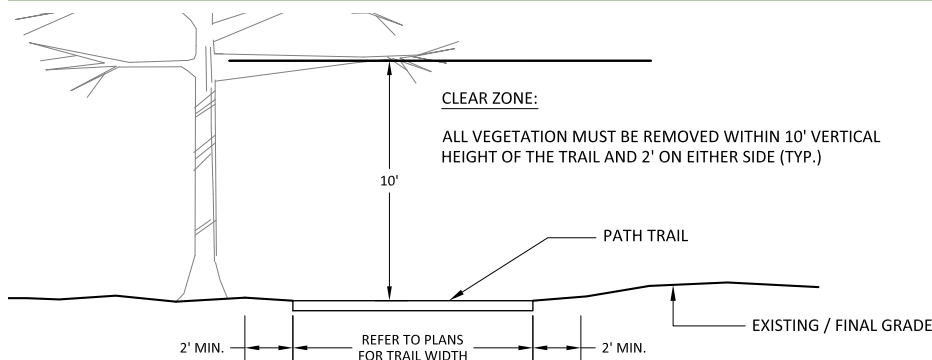 CLEAR ZONE:
ALL VEGETATION MUST BE REMOVED WITHIN 10' VERTICAL
HEIGHT OF THE TRAIL AND 2' ON EITHER SIDE (TYP.)
10'
PATH TRAIL
EXISTING / FINAL GRADE
2' MIN.
REFER TO PLANS
FOR TRAIL WIDTH
2' MIN.